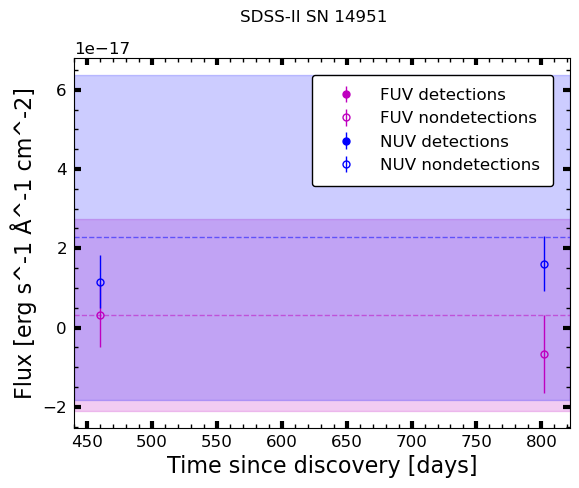 SDSS-II SN 14951
1e−17
FUV detections
FUV nondetections
NUV detections
NUV nondetections
6
4
2
0
−2
Flux [erg s^-1 Å^-1 cm^-2]
450 500 550 600 650 700 750 800
Time since discovery [days]